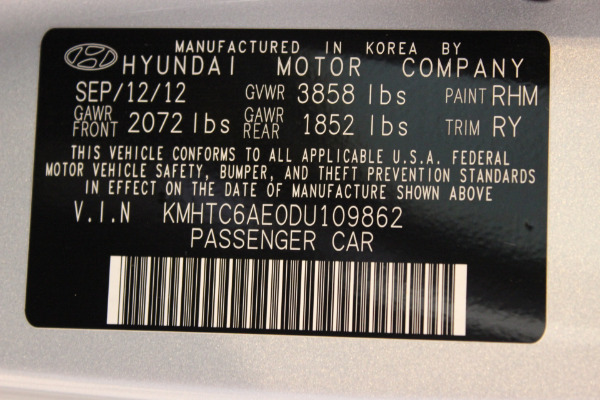 MANUFACTURED IN KOREA BY
HYUNDAI MOTOR COMPANY
SEP/12/12 GVWR 3858 lbs PAINT RHM
GAWR FRONT 2072 lbs GAWR REAR 1852 lbs TRIM RY
THIS VEHICLE CONFORMS TO ALL APPLICABLE U.S.A. FEDERAL
MOTOR VEHICLE SAFETY, BUMPER, AND THEFT PREVENTION STANDARDS
IN EFFECT ON THE DATE OF MANUFACTURE SHOWN ABOVE
V.I.N KMHTC6AE0DU109862
PASSENGER CAR